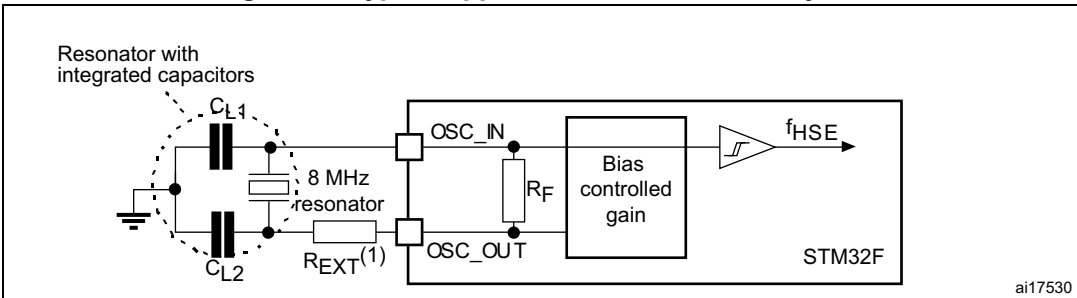 Resonator with
integrated capacitors
CL1
OSC_IN
fHSE
8 MHz
resonator
RF
Bias
controlled
gain
REXT(1)
OSC_OUT
STM32F
CL2
ai17530